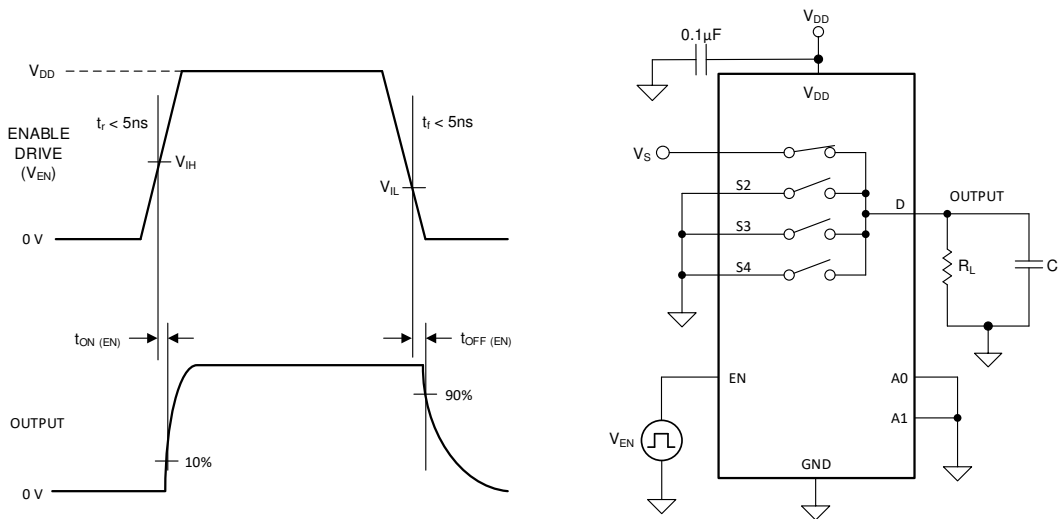 V_DD
ENABLE
DRIVE
(V_EN)
t_r < 5ns
t_f < 5ns
V_IH
V_IL
0 V
t_ON (EN)
t_OFF (EN)
OUTPUT
90%
10%
0 V
V_DD
0.1µF
V_DD
V_S
S2
S3
S4
D
OUTPUT
R_L
C
EN
A0
A1
V_EN
GND